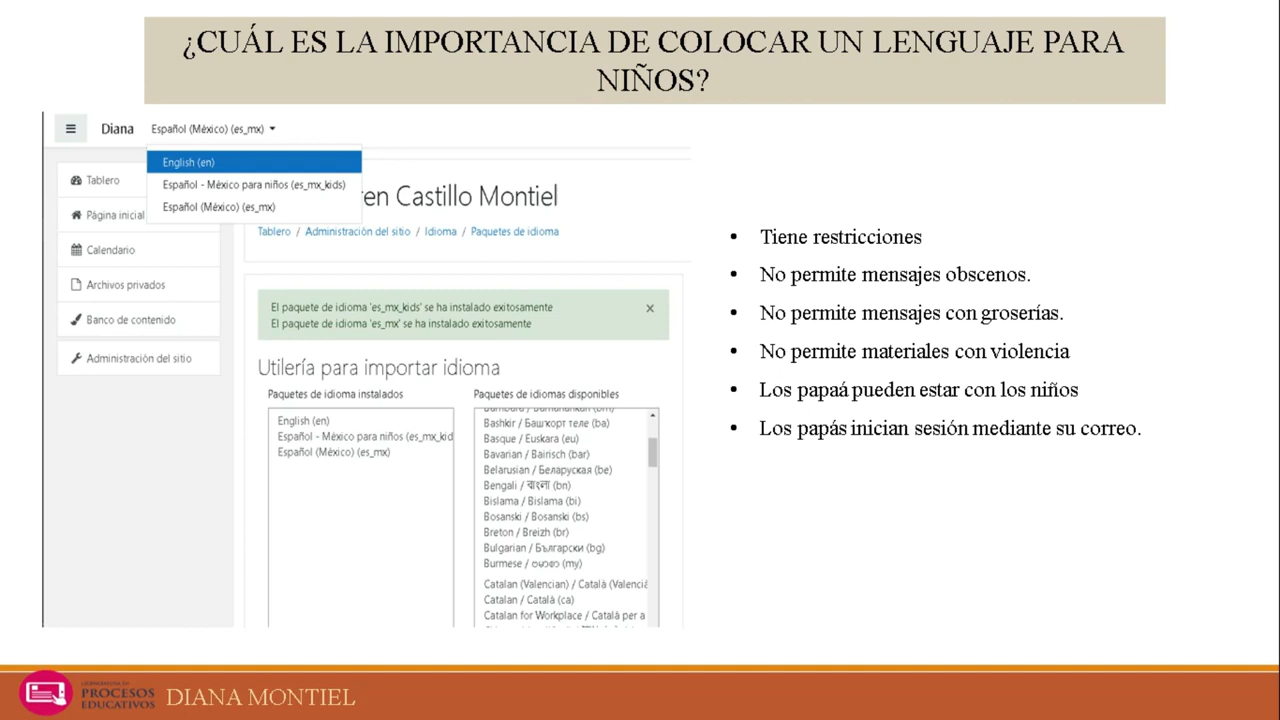 ¿CUÁL ES LA IMPORTANCIA DE COLOCAR UN LENGUAJE PARA
NIÑOS?
Diana Español (México) (es_mx)
English (en)
Español - México para niños (es_mx_kids)
Español (México) (es_mx)
Tablero
Página inicial
Calendario
Archivos privados
Banco de contenido
Administración del sitio
ren Castillo Montiel
Tablero / Administración del sitio / Idioma / Paquetes de idioma
El paquete de idioma 'es_mx_kids' se ha instalado exitosamente
El paquete de idioma 'es_mx' se ha instalado exitosamente
Utilería para importar idioma
Paquetes de idioma instalados
English (en)
Español - México para niños (es_mx_kid
Español (México) (es_mx)
Paquetes de idiomas disponibles
Bashkir / Башҡорт теле (ba)
Basque / Euskara (eu)
Bavarian / Bairisch (bar)
Belarusian / Беларуская (be)
Bengali / বাংলা (bn)
Bislama / Bislama (bi)
Bosanski / Bosanski (bs)
Breton / Breizh (br)
Bulgarian / Български (bg)
Burmese / ဗမာစာ (my)
Catalan (Valencian) / Català (Valencià
Catalan / Català (ca)
Catalan for Workplace / Català per a
• Tiene restricciones
• No permite mensajes obscenos.
• No permite mensajes con groserías.
• No permite materiales con violencia
• Los papaá pueden estar con los niños
• Los papás inician sesión mediante su correo.
LICENCIATURA EN
PROCESOS
EDUCATIVOS
DIANA MONTIEL